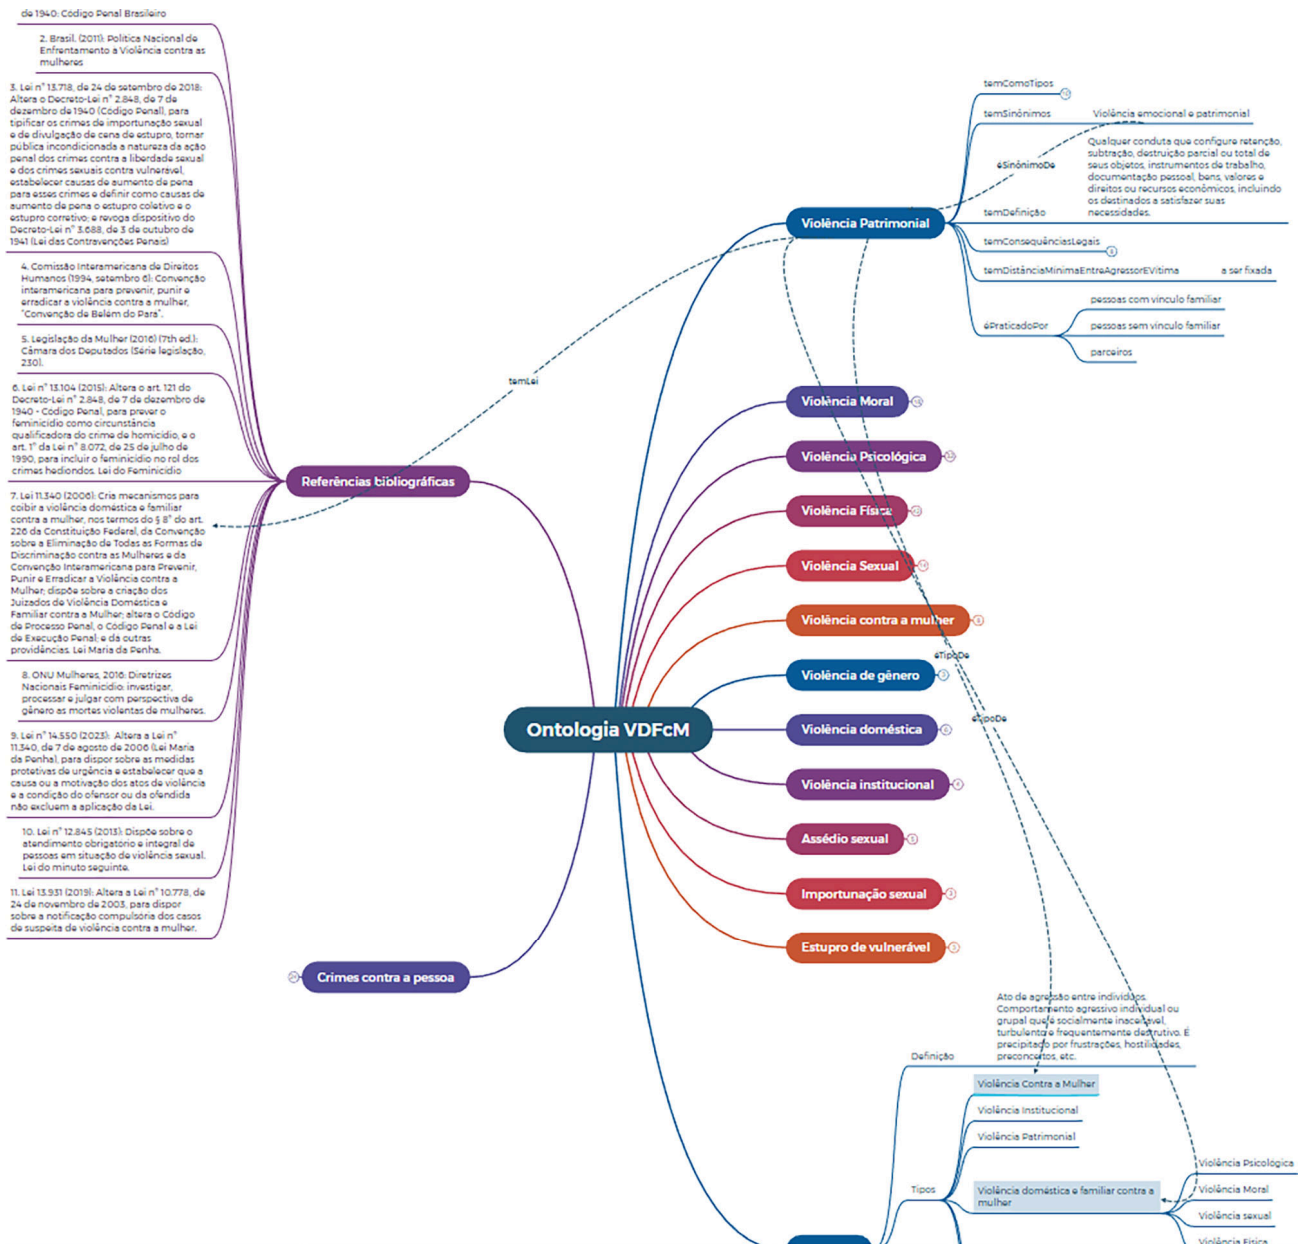 de 1940: Código Penal Brasileiro
2. Brasil. (2011): Política Nacional de
Enfrentamento à Violência contra as
mulheres
3. Lei n° 13.718, de 24 de setembro de 2018:
Altera o Decreto-Lei n° 2.848, de 7 de
dezembro de 1940 (Código Penal), para
tipificar os crimes de importunação sexual
e de divulgação de cena de estupro, tornar
pública incondicionada a natureza da ação
penal dos crimes contra a liberdade sexual
e dos crimes sexuais contra vulnerável,
estabelecer causas de aumento de pena
para esses crimes e definir como causas de
aumento de pena o estupro coletivo e o
estupro corretivo; e revoga dispositivo do
Decreto-Lei n° 3.688, de 3 de outubro de
1941 (Lei das Contravenções Penais)
4. Comissão Interamericana de Direitos
Humanos (1994, setembro 6): Convenção
interamericana para prevenir, punir e
erradicar a violência contra a mulher,
"Convenção de Belém do Pará".
5. Legislação da Mulher (2016) (7th ed.):
Câmara dos Deputados (Série legislação,
230).
6. Lei n° 13.104 (2015): Altera o art. 121 do
Decreto-Lei n° 2.848, de 7 de dezembro de
1940 - Código Penal, para prever o
feminicídio como circunstância
qualificadora do crime de homicídio, e o
art. 1° da Lei n° 8.072, de 25 de julho de
1990, para incluir o feminicídio no rol dos
crimes hediondos. Lei do Feminicídio
7. Lei 11.340 (2006): Cria mecanismos para
coibir a violência doméstica e familiar
contra a mulher, nos termos do § 8° do art.
226 da Constituição Federal, da Convenção
sobre a Eliminação de Todas as Formas de
Discriminação contra as Mulheres e da
Convenção Interamericana para Prevenir,
Punir e Erradicar a Violência contra a
Mulher; dispõe sobre a criação dos
Juizados de Violência Doméstica e
Familiar contra a Mulher; altera o Código
de Processo Penal, o Código Penal e a Lei
de Execução Penal; e dá outras
providências. Lei Maria da Penha.
8. ONU Mulheres, 2016: Diretrizes
Nacionais Feminicídio: investigar,
processar e julgar com perspectiva de
gênero as mortes violentas de mulheres.
9. Lei n° 14.550 (2023): Altera a Lei n°
11.340, de 7 de agosto de 2006 (Lei Maria
da Penha), para dispor sobre as medidas
protetivas de urgência e estabelecer que a
causa ou a motivação dos atos de violência
e a condição do ofensor ou da ofendida
não excluem a aplicação da Lei.
10. Lei n° 12.845 (2013): Dispõe sobre o
atendimento obrigatório e integral de
pessoas em situação de violência sexual.
Lei do minuto seguinte.
11. Lei 13.931 (2019): Altera a Lei n° 10.778, de
24 de novembro de 2003, para dispor
sobre a notificação compulsória dos casos
de suspeita de violência contra a mulher.
Referências bibliográficas
Crimes contra a pessoa
Ontologia VDFcM
temLei
Violência Patrimonial
temComoTipos
temSinônimos
Violência emocional e patrimonial
éSinônimoDe
Qualquer conduta que configure retenção,
subtração, destruição parcial ou total de
seus objetos, instrumentos de trabalho,
documentação pessoal, bens, valores e
direitos ou recursos econômicos, incluindo
os destinados a satisfazer suas
necessidades.
temDefinição
temConsequênciasLegais
temDistânciaMínimaEntreAgressorEVítima
a ser fixada
éPraticadoPor
pessoas com vínculo familiar
pessoas sem vínculo familiar
parceiros
Violência Moral
Violência Psicológica
Violência Física
Violência Sexual
Violência contra a mulher
éTipoDe
Violência de gênero
3
éTipoDe
Violência doméstica
6
Violência institucional
Assédio sexual
Importunação sexual
3
Estupro de vulnerável
Ato de agressão entre indivíduos.
Comportamento agressivo individual ou
grupal que é socialmente inaceitável,
turbulento e frequentemente destrutivo. É
precipitado por frustrações, hostilidades,
preconceitos, etc.
Definição
Violência Contra a Mulher
Violência Institucional
Violência Patrimonial
Tipos
Violência doméstica e familiar contra a
mulher
Violência Psicológica
Violência Moral
Violência sexual
Violência Física